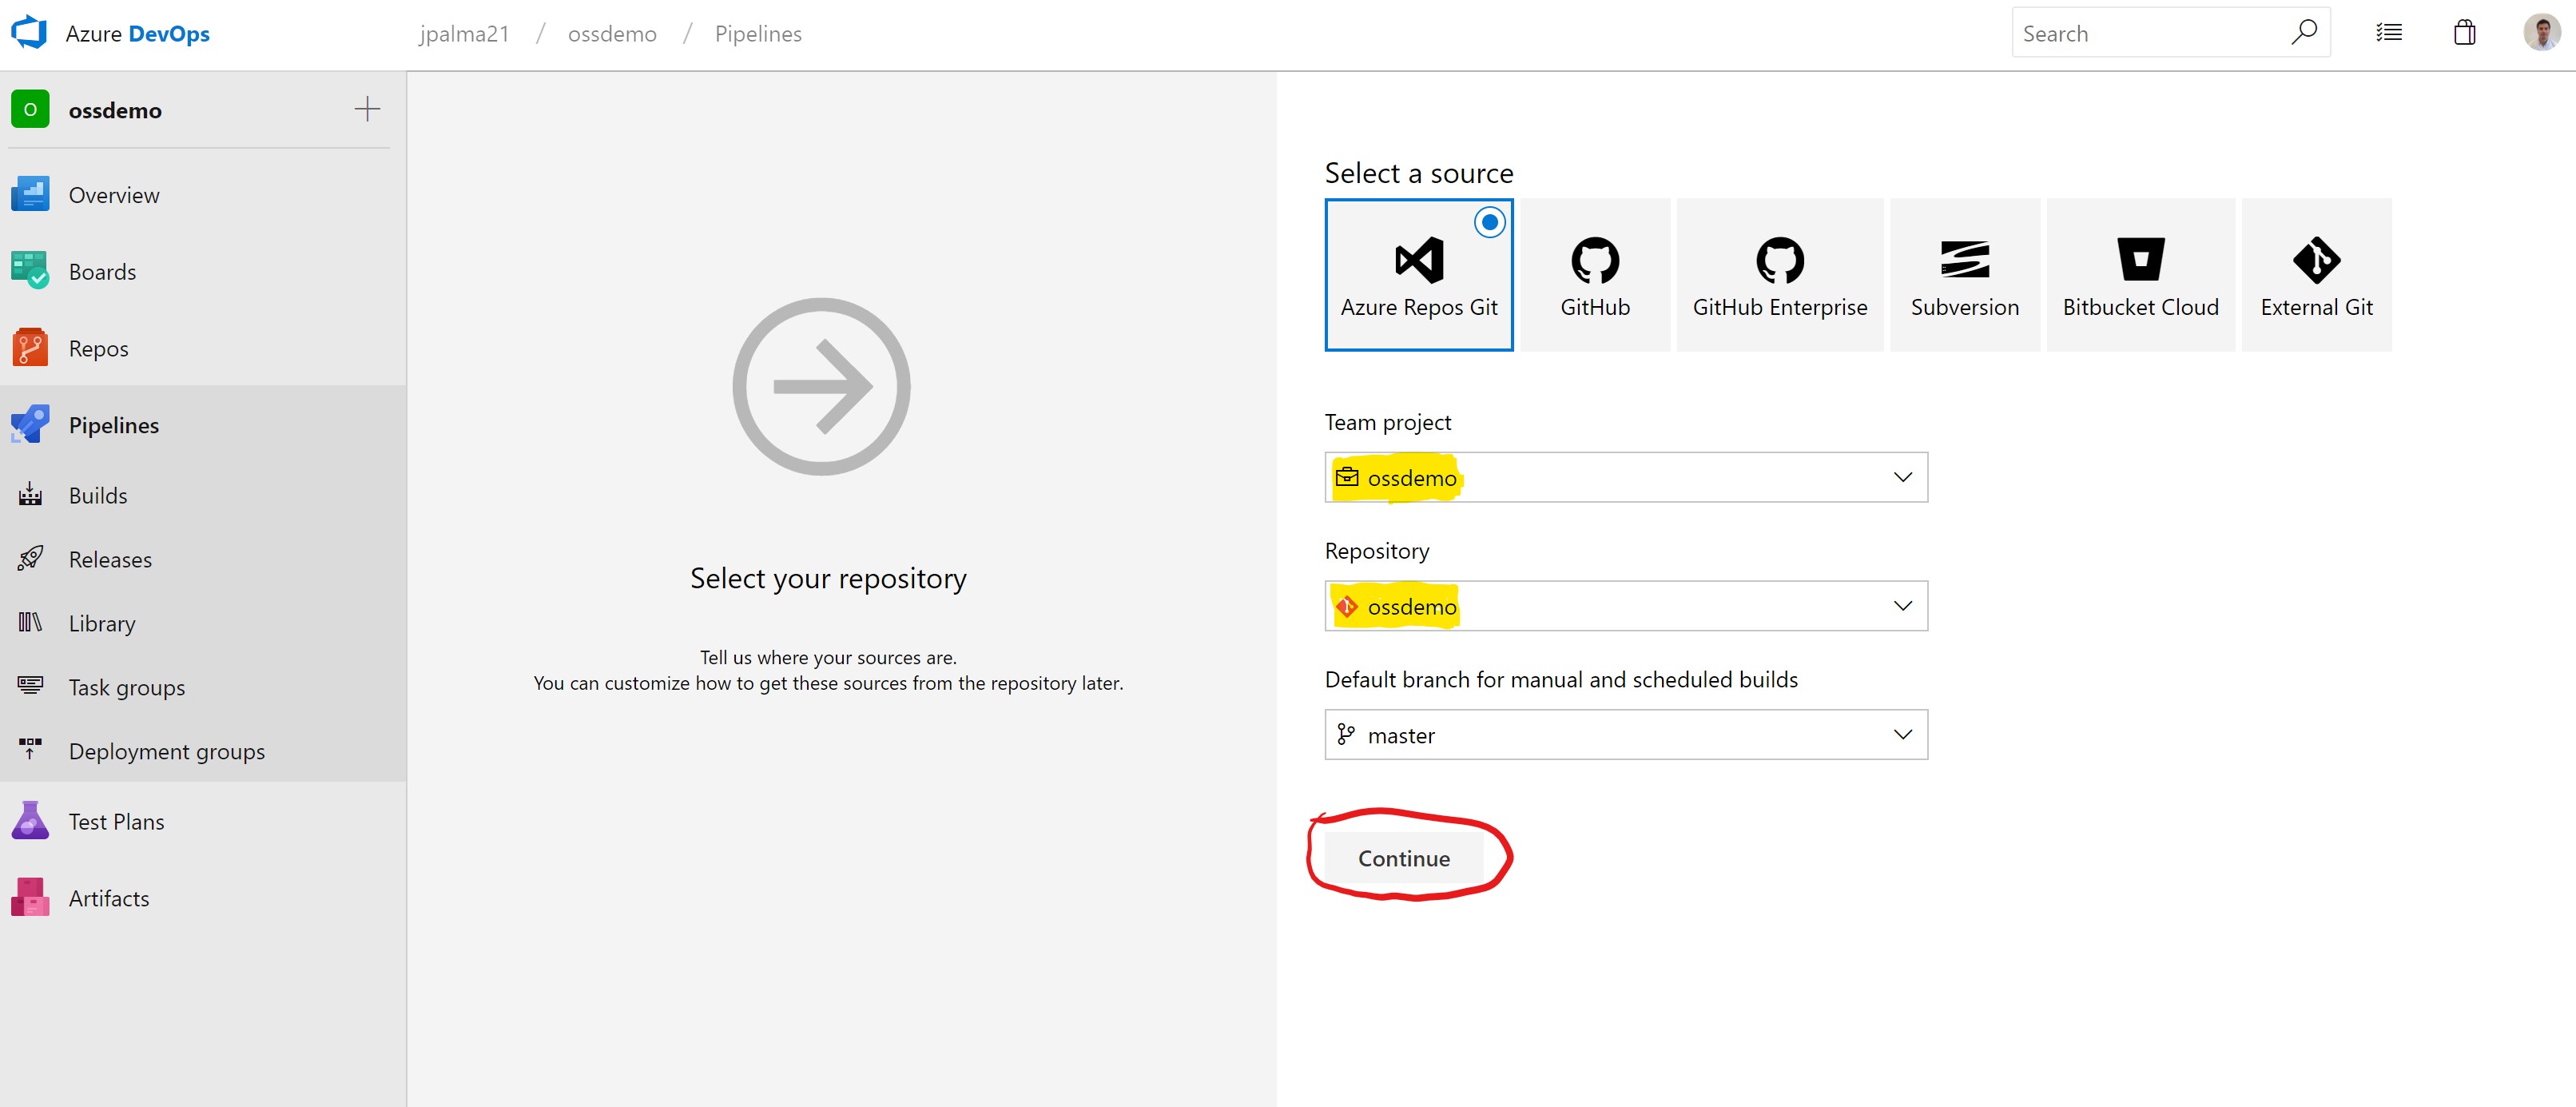 Azure DevOps
jpalma21 / ossdemo / Pipelines
Search
O ossdemo
Overview
Boards
Repos
Pipelines
Builds
Releases
Library
Task groups
Deployment groups
Test Plans
Artifacts
Select your repository
Tell us where your sources are.
You can customize how to get these sources from the repository later.
Select a source
Azure Repos Git
GitHub
GitHub Enterprise
Subversion
Bitbucket Cloud
External Git
Team project
ossdemo
Repository
ossdemo
Default branch for manual and scheduled builds
master
Continue